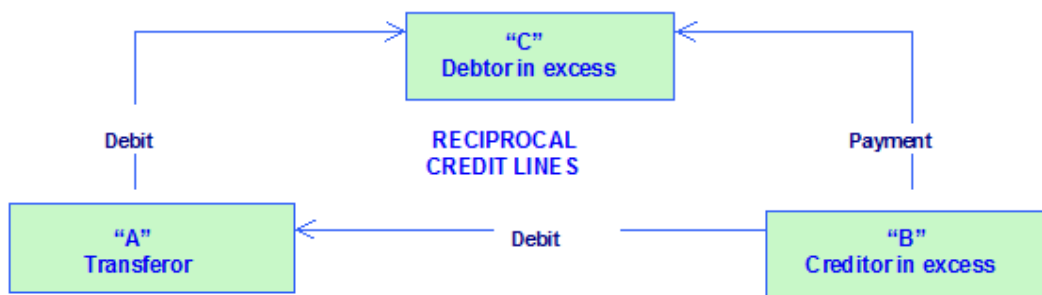 “C”
Debtor in excess
Debit
RECIPROCAL
CREDIT LINES
Payment
“A”
Transferor
Debit
“B”
Creditor in excess